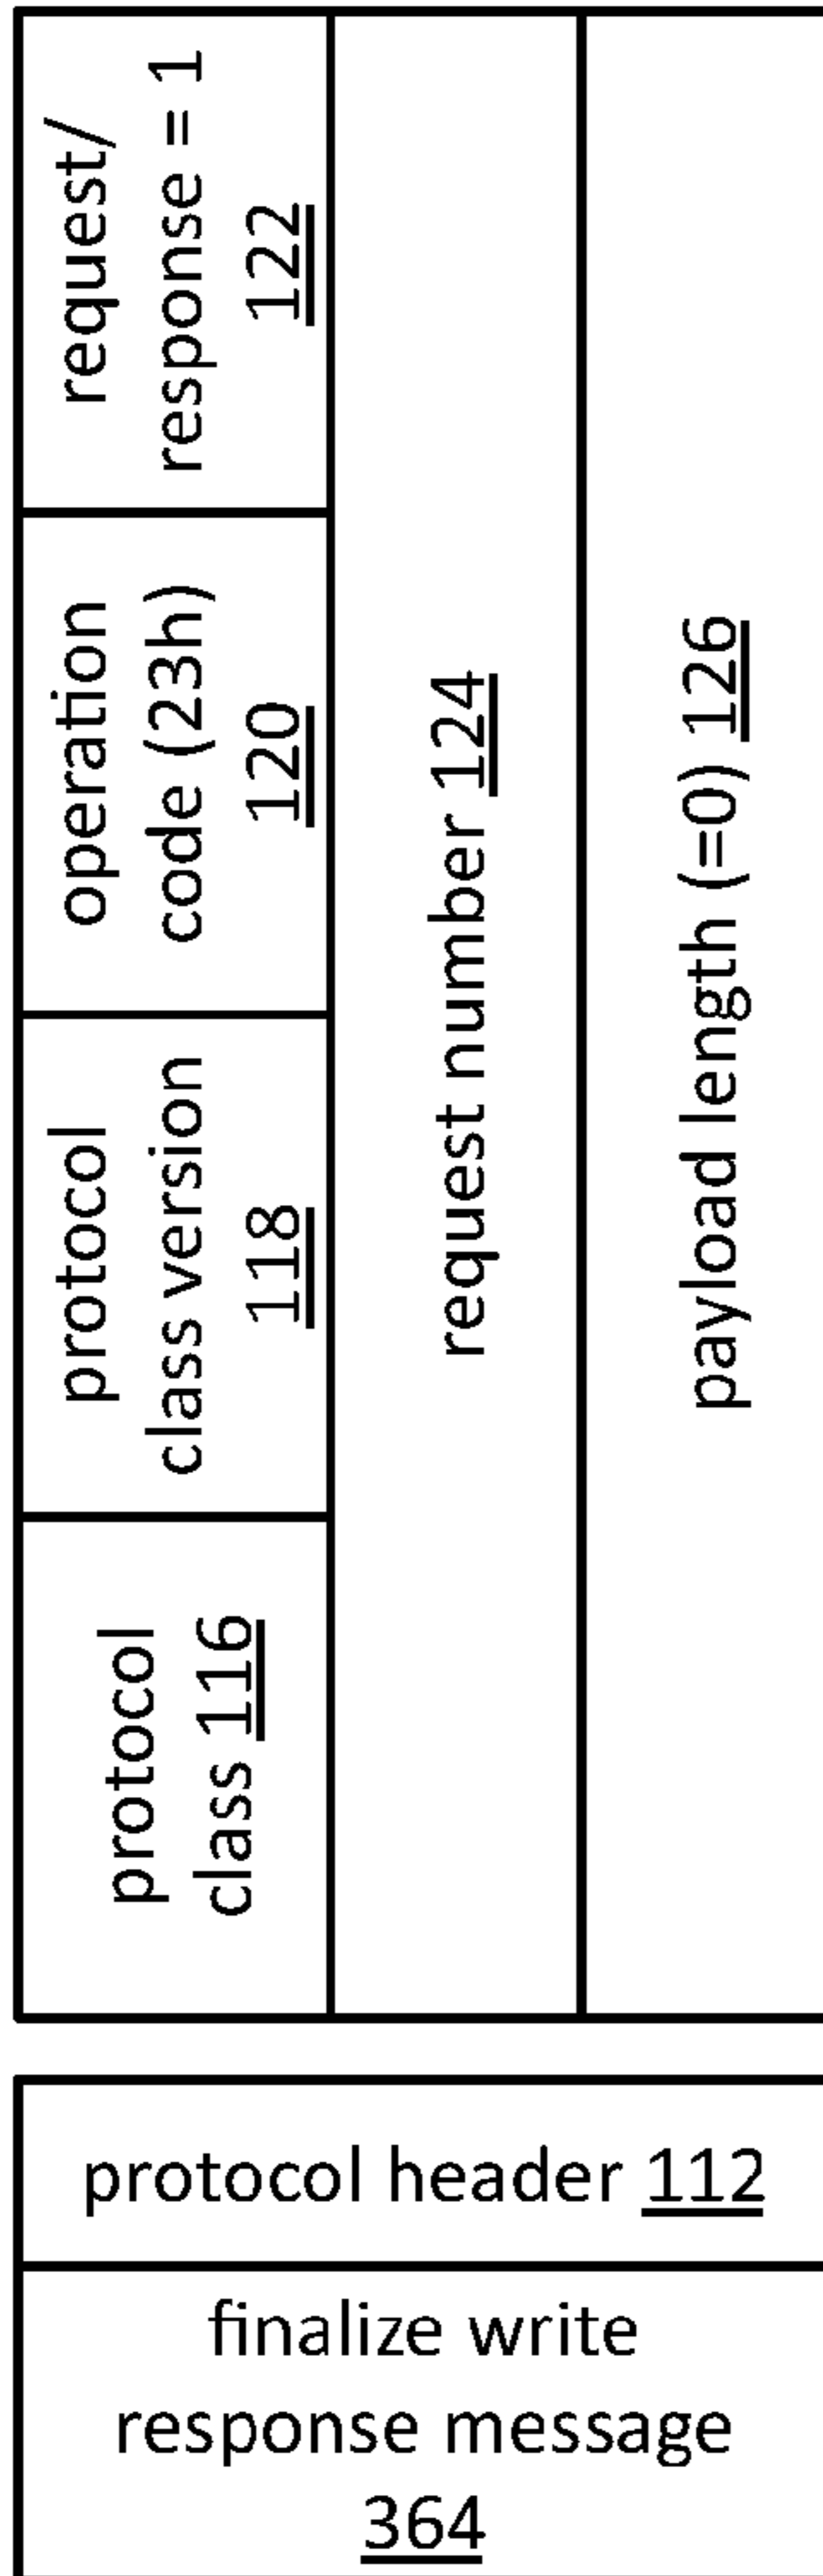 protocol
class 116
protocol
class version
118
operation
code (23h)
120
request/
response = 1
122
request number 124
payload length (=0) 126
protocol header 112
finalize write
response message
364